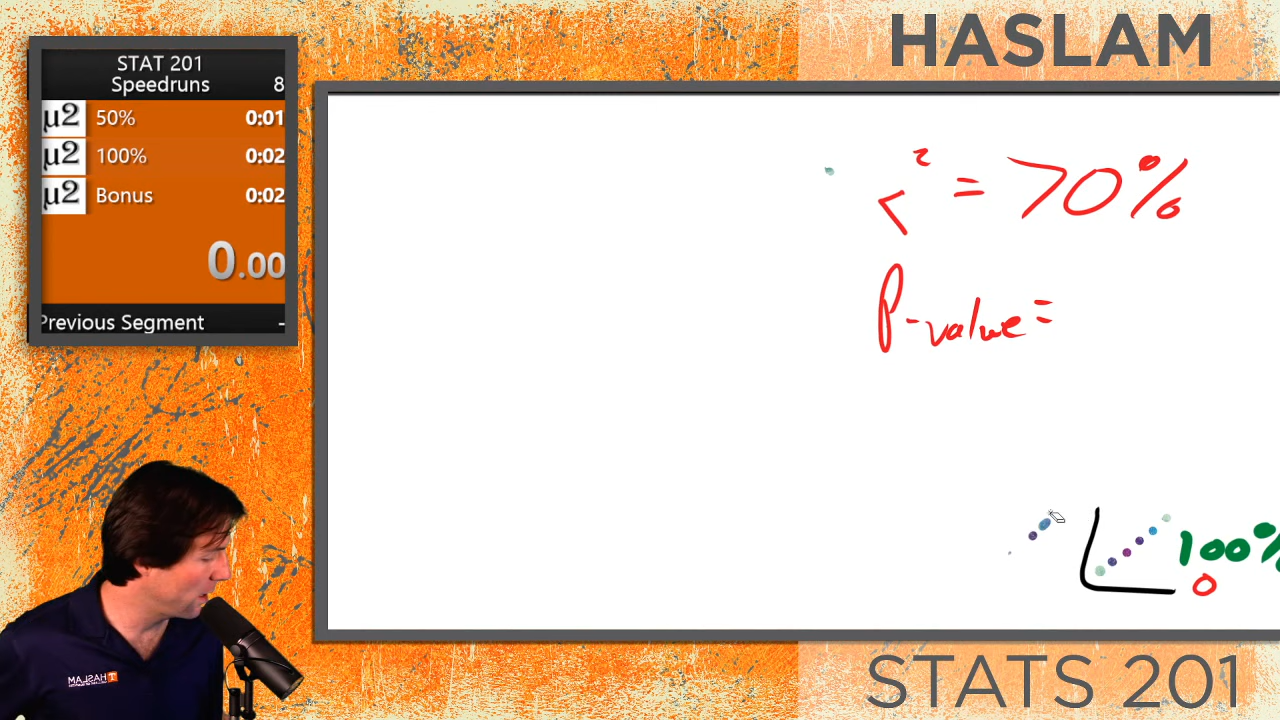 HASLAM
STAT 201
Speedruns 8
µ2 50% 0:01
µ2 100% 0:02
µ2 Bonus 0:02
0.00
Previous Segment -
r² = 70%
P-value =
100%
0
HASLAM
STATS 201